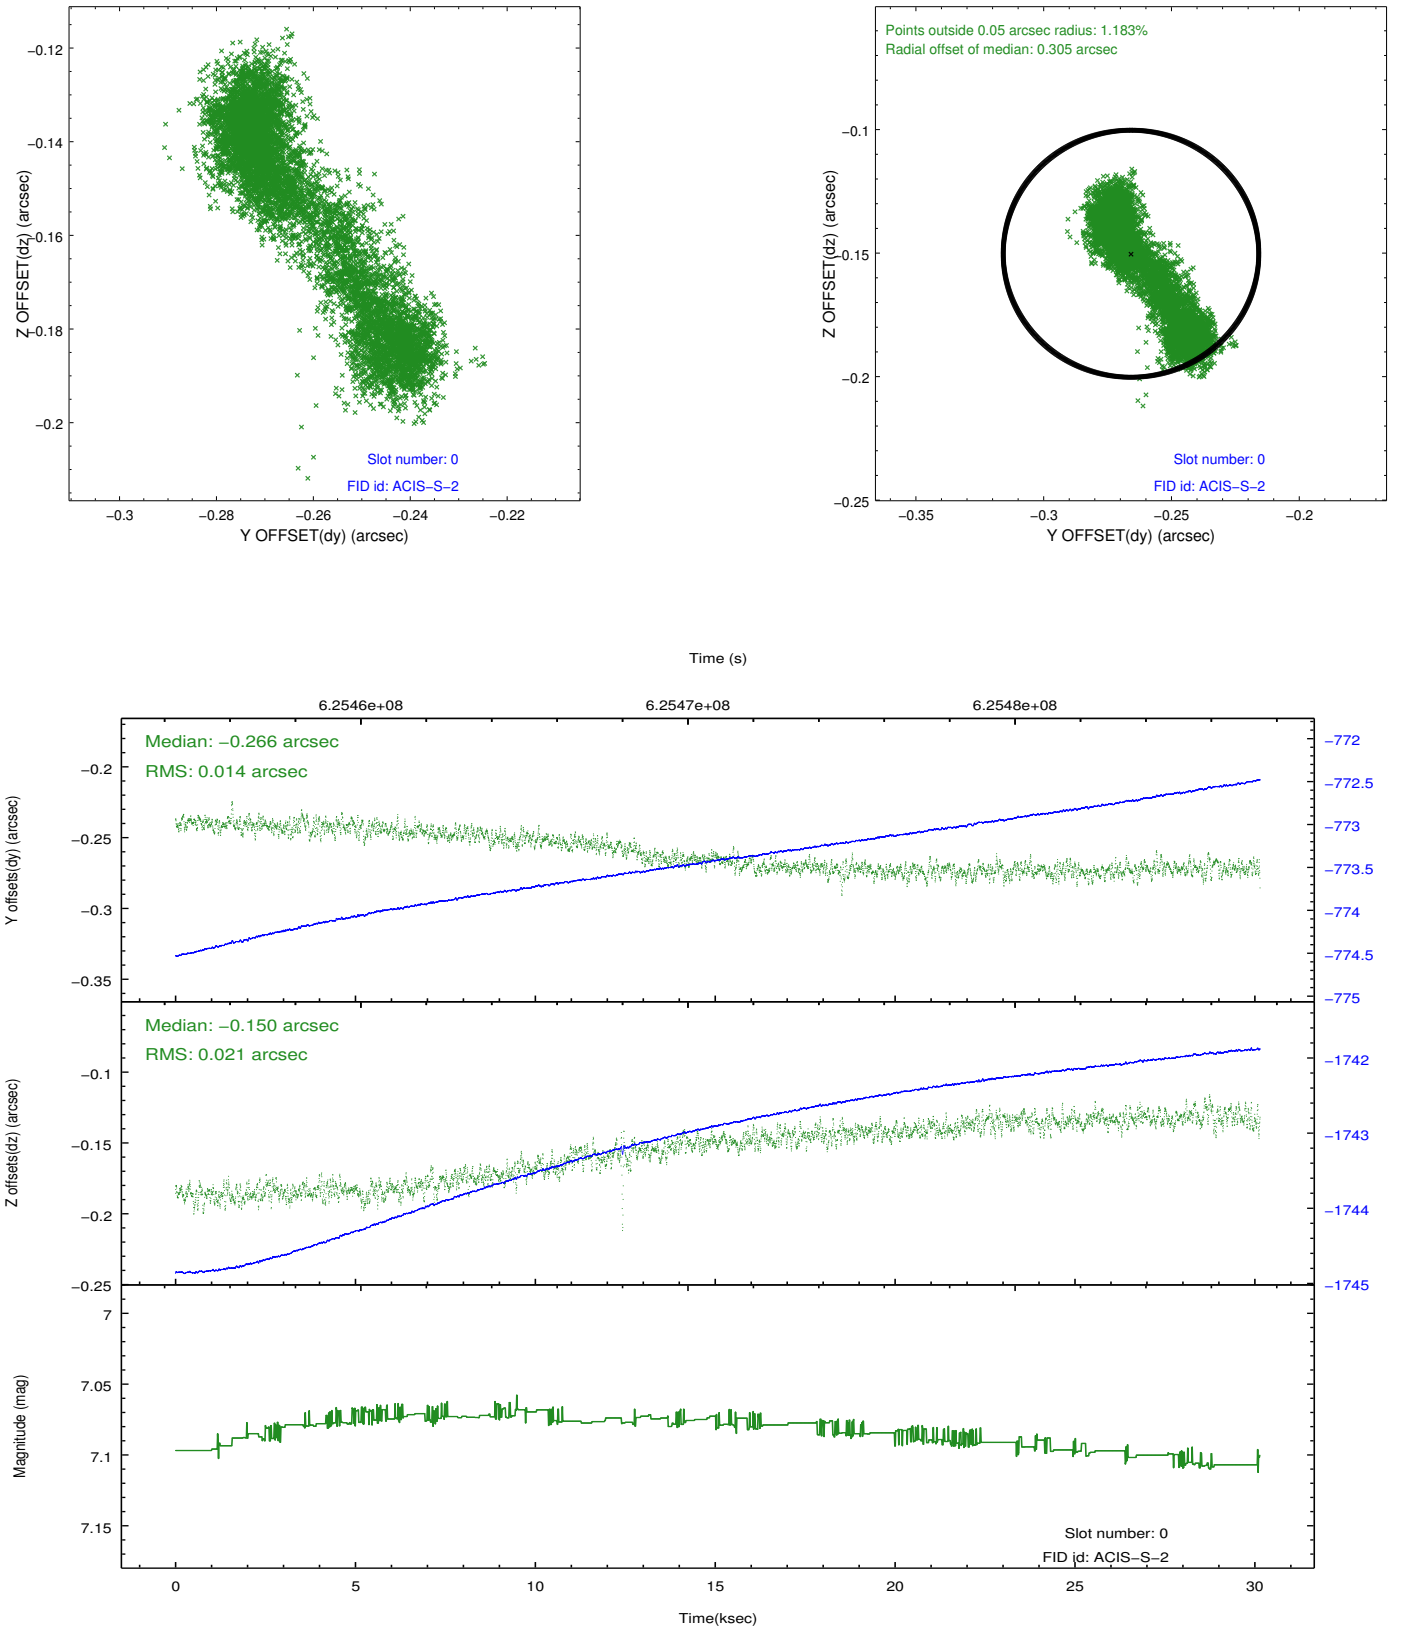 −0.12
−0.14
−0.16
−0.18
−0.2
Z OFFSET(dz) (arcsec)
Slot number: 0
FID id: ACIS−S−2
−0.3
−0.28
−0.26
−0.24
−0.22
Y OFFSET(dy) (arcsec)
Points outside 0.05 arcsec radius: 1.183%
Radial offset of median: 0.305 arcsec
−0.1
−0.15
−0.2
−0.25
Z OFFSET(dz) (arcsec)
Slot number: 0
FID id: ACIS−S−2
−0.35
−0.3
−0.25
−0.2
Y OFFSET(dy) (arcsec)
Time (s)
6.2546e+08
6.2547e+08
6.2548e+08
Median: −0.266 arcsec
RMS: 0.014 arcsec
−0.2
−0.25
−0.3
−0.35
Y offsets(dy) (arcsec)
−772
−772.5
−773
−773.5
−774
−774.5
−775
Median: −0.150 arcsec
RMS: 0.021 arcsec
−0.1
−0.15
−0.2
−0.25
Z offsets(dz) (arcsec)
−1742
−1743
−1744
−1745
7
7.05
7.1
7.15
Magnitude (mag)
Slot number: 0
FID id: ACIS−S−2
0
5
10
15
20
25
30
Time(ksec)